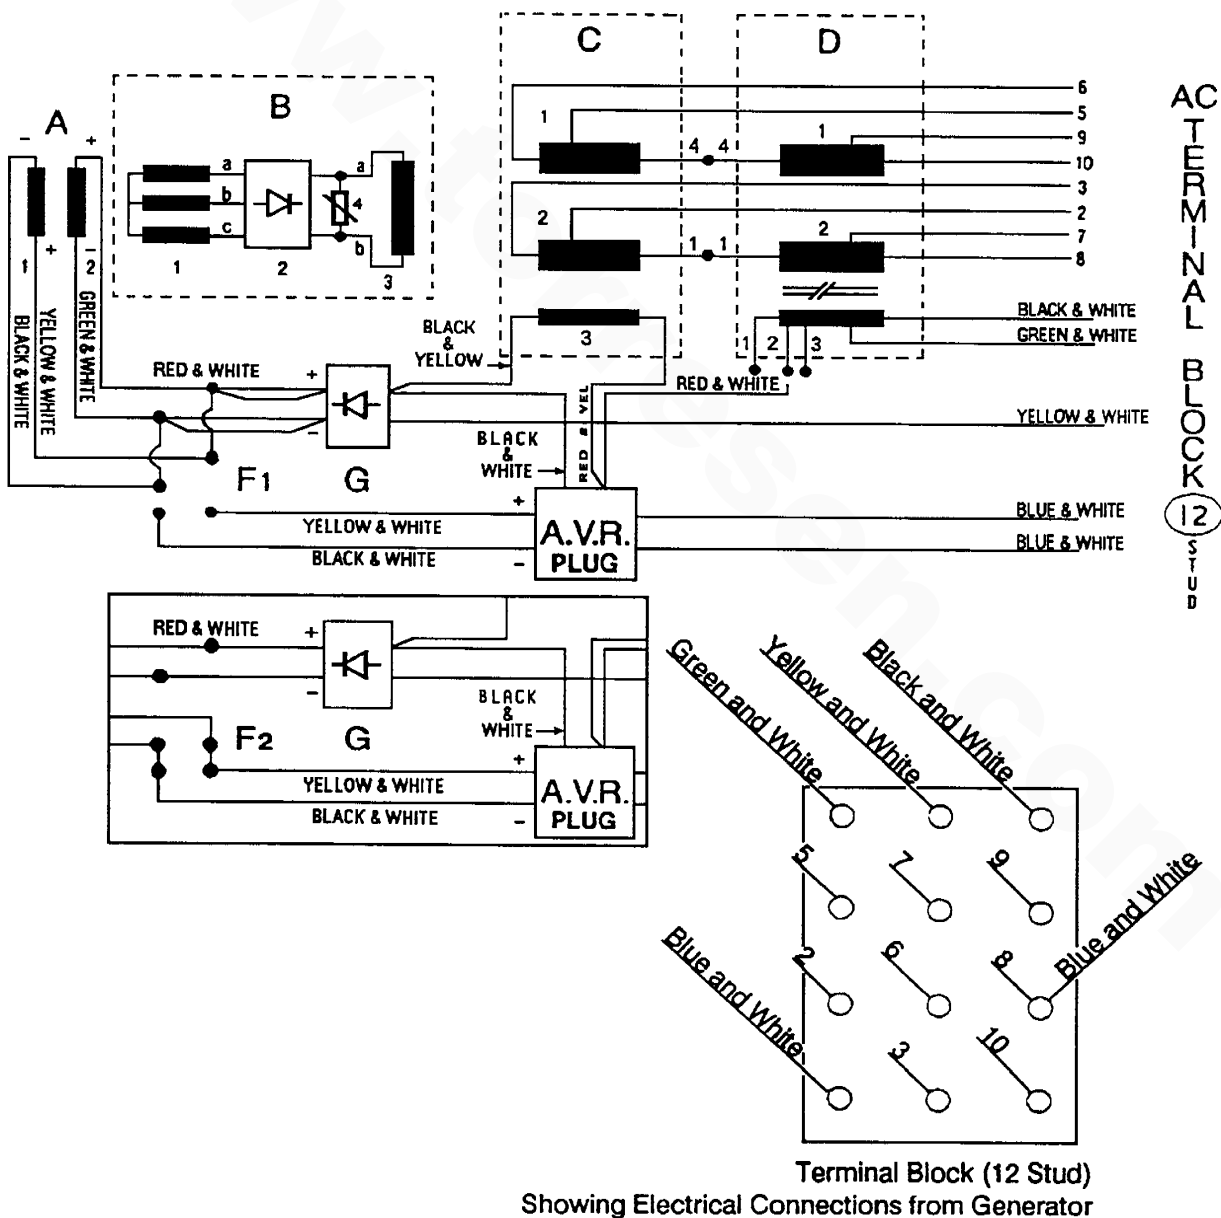 C
D
6
5
9
10
3
2
7
8
AC TERMINAL BLOCK
12
STUD
A
B
-
+
a
b
c
a
b
4
1
2
3
+
-
1
2
1
2
3
4 4
1 1
1
2
1
2
3
BLACK & WHITE
YELLOW & WHITE
GREEN & WHITE
BLACK
&
YELLOW
BLACK & WHITE
GREEN & WHITE
RED & WHITE
+
RED & WHITE
-
YELLOW & WHITE
BLACK
&
WHITE
RED & YEL
F1
G
+
YELLOW & WHITE
BLACK & WHITE
-
A.V.R.
PLUG
BLUE & WHITE
BLUE & WHITE
RED & WHITE
+
-
BLACK
&
WHITE
F2
G
+
YELLOW & WHITE
BLACK & WHITE
-
A.V.R.
PLUG
Green and White
Yellow and White
Black and White
5
7
9
2
6
8
Blue and White
Blue and White
3
10
Terminal Block (12 Stud)
Showing Electrical Connections from Generator